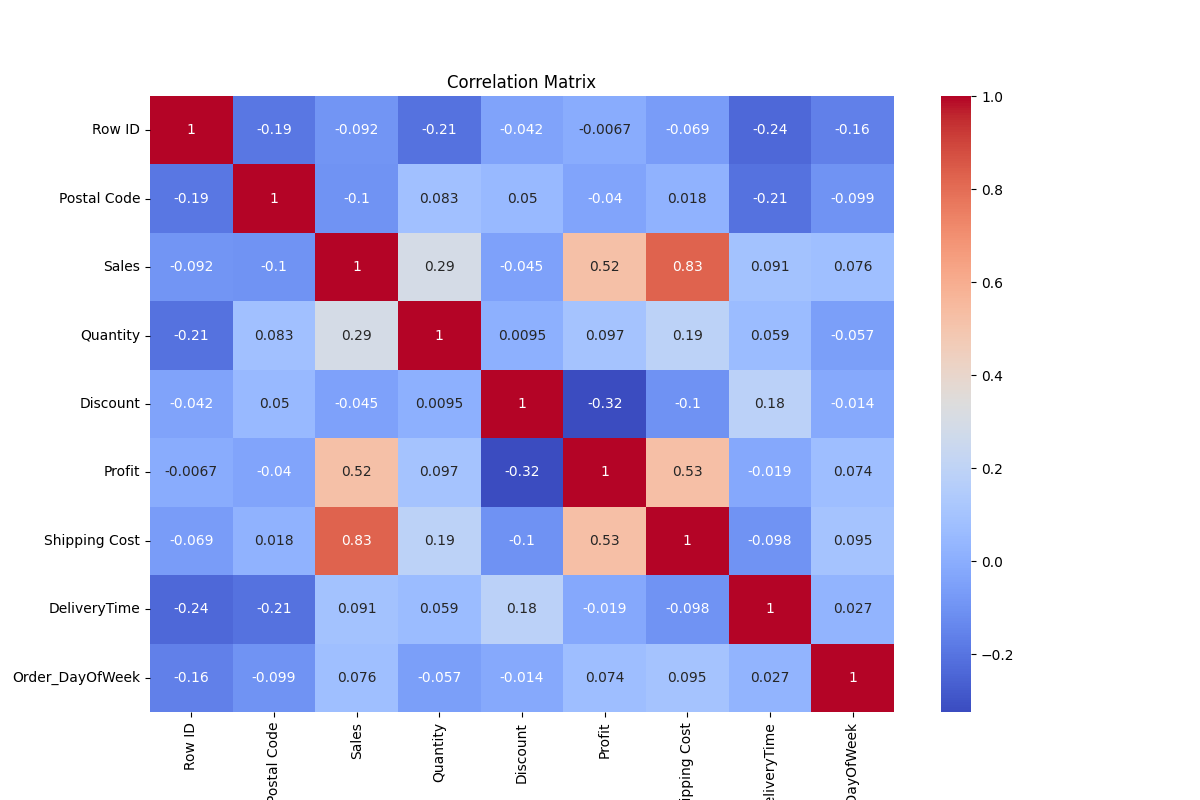 Correlation Matrix
Row ID 1 -0.19 -0.092 -0.21 -0.042 -0.0067 -0.069 -0.24 -0.16
Postal Code -0.19 1 -0.1 0.083 0.05 -0.04 0.018 -0.21 -0.099
Sales -0.092 -0.1 1 0.29 -0.045 0.52 0.83 0.091 0.076
Quantity -0.21 0.083 0.29 1 0.0095 0.097 0.19 0.059 -0.057
Discount -0.042 0.05 -0.045 0.0095 1 -0.32 -0.1 0.18 -0.014
Profit -0.0067 -0.04 0.52 0.097 -0.32 1 0.53 -0.019 0.074
Shipping Cost -0.069 0.018 0.83 0.19 -0.1 0.53 1 -0.098 0.095
DeliveryTime -0.24 -0.21 0.091 0.059 0.18 -0.019 -0.098 1 0.027
Order_DayOfWeek -0.16 -0.099 0.076 -0.057 -0.014 0.074 0.095 0.027 1
Row ID
Postal Code
Sales
Quantity
Discount
Profit
ipping Cost
eliveryTime
DayOfWeek
1.0
0.8
0.6
0.4
0.2
0.0
−0.2